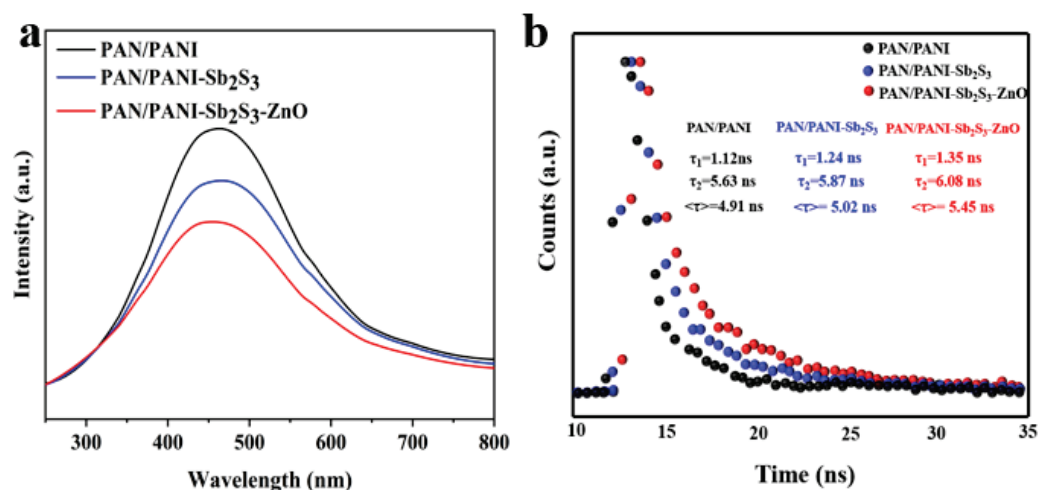 a
PAN/PANI
PAN/PANI-Sb₂S₃
PAN/PANI-Sb₂S₃-ZnO
Intensity (a.u.)
300 400 500 600 700 800
Wavelength (nm)
b
PAN/PANI
PAN/PANI-Sb₂S₃
PAN/PANI-Sb₂S₃-ZnO
PAN/PANI PAN/PANI-Sb₂S₃ PAN/PANI-Sb₂S₃-ZnO
τ₁=1.12ns τ₁=1.24 ns τ₁=1.35 ns
τ₂=5.63 ns τ₂=5.87 ns τ₂=6.08 ns
<τ>=4.91 ns <τ>= 5.02 ns <τ>= 5.45 ns
Counts (a.u.)
10 15 20 25 30 35
Time (ns)